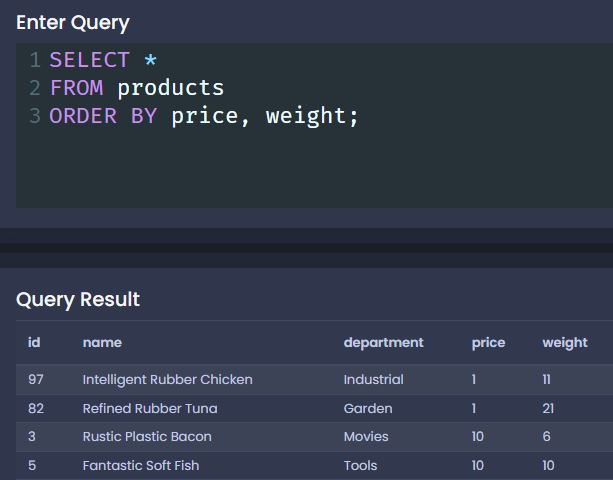 Enter Query
1 SELECT *
2 FROM products
3 ORDER BY price, weight;
Query Result
id name department price weight
97 Intelligent Rubber Chicken Industrial 1 11
82 Refined Rubber Tuna Garden 1 21
3 Rustic Plastic Bacon Movies 10 6
5 Fantastic Soft Fish Tools 10 10